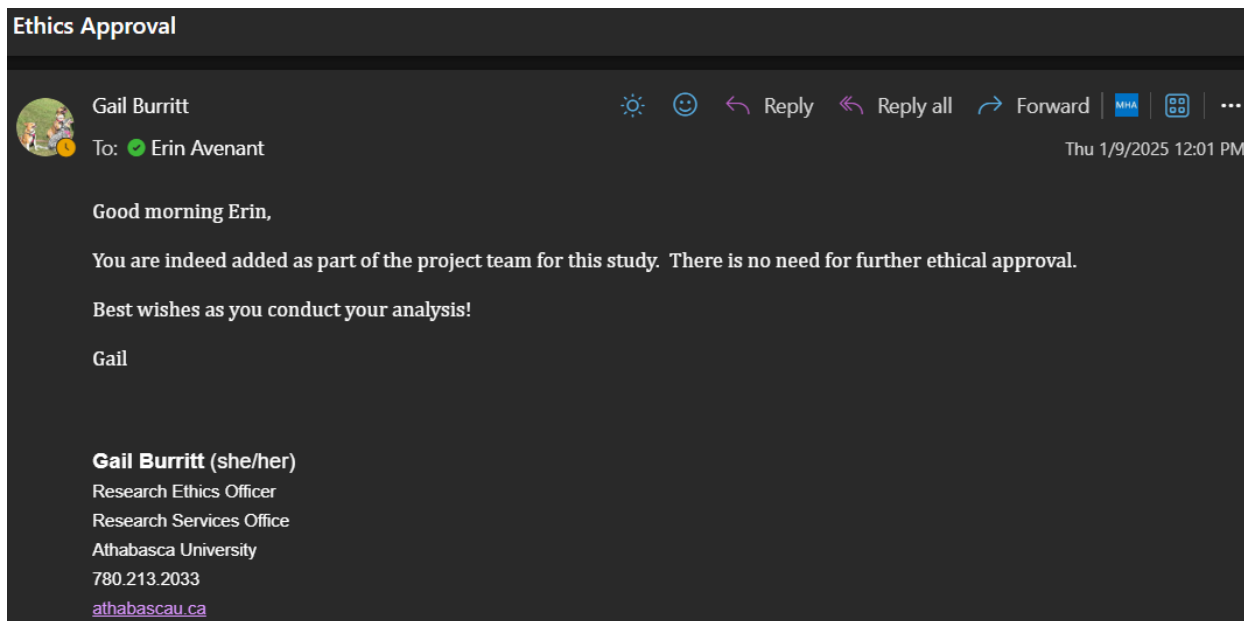 Ethics Approval
Gail Burritt
Reply
Reply all
Forward
MHA
To: Erin Avenant
Thu 1/9/2025 12:01 PM
Good morning Erin,
You are indeed added as part of the project team for this study.  There is no need for further ethical approval.
Best wishes as you conduct your analysis!
Gail
Gail Burritt (she/her)
Research Ethics Officer
Research Services Office
Athabasca University
780.213.2033
athabascau.ca